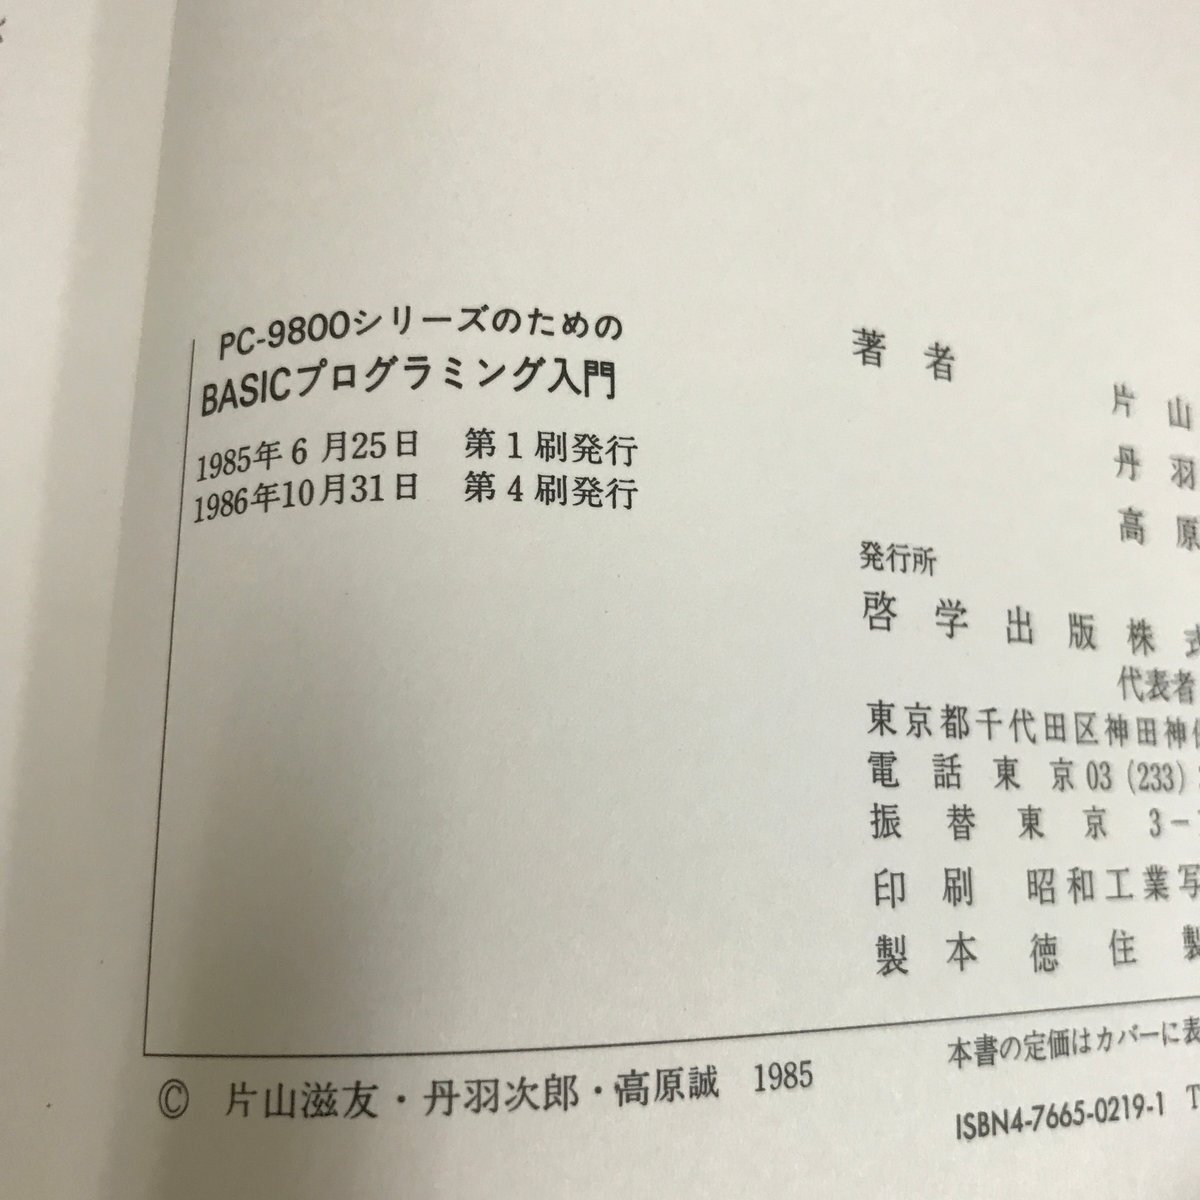 PC-9800シリーズのための
BASICプログラミング入門
1985年6月25日 第1刷発行
1986年10月31日 第4刷発行
著者
片山
丹羽
高原
発行所
啓学出版株式
代表者
東京都千代田区神田神保
電話東京03(233)
振替東京3-
印刷 昭和工業写
製本 徳住製
© 片山滋友・丹羽次郎・高原誠 1985
本書の定価はカバーに表
ISBN4-7665-0219-1